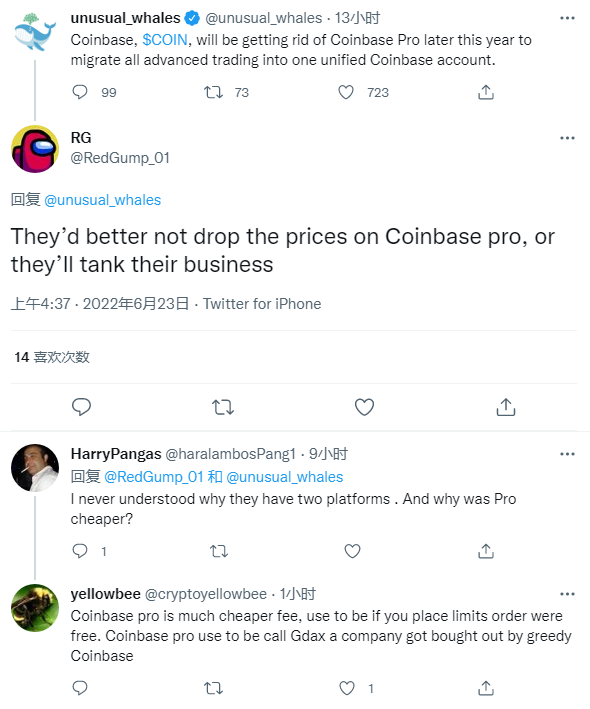 unusual_whales @unusual_whales · 13小时
Coinbase, $COIN, will be getting rid of Coinbase Pro later this year to
migrate all advanced trading into one unified Coinbase account.
99 73 723
RG
@RedGump_01
回复 @unusual_whales
They’d better not drop the prices on Coinbase pro, or
they’ll tank their business
上午4:37 · 2022年6月23日 · Twitter for iPhone
14 喜欢次数
HarryPangas @haralambosPang1 · 9小时
回复 @RedGump_01 和 @unusual_whales
I never understood why they have two platforms . And why was Pro
cheaper?
1
yellowbee @cryptoyellowbee · 1小时
Coinbase pro is much cheaper fee, use to be if you place limits order were
free. Coinbase pro use to be call Gdax a company got bought out by greedy
Coinbase
1